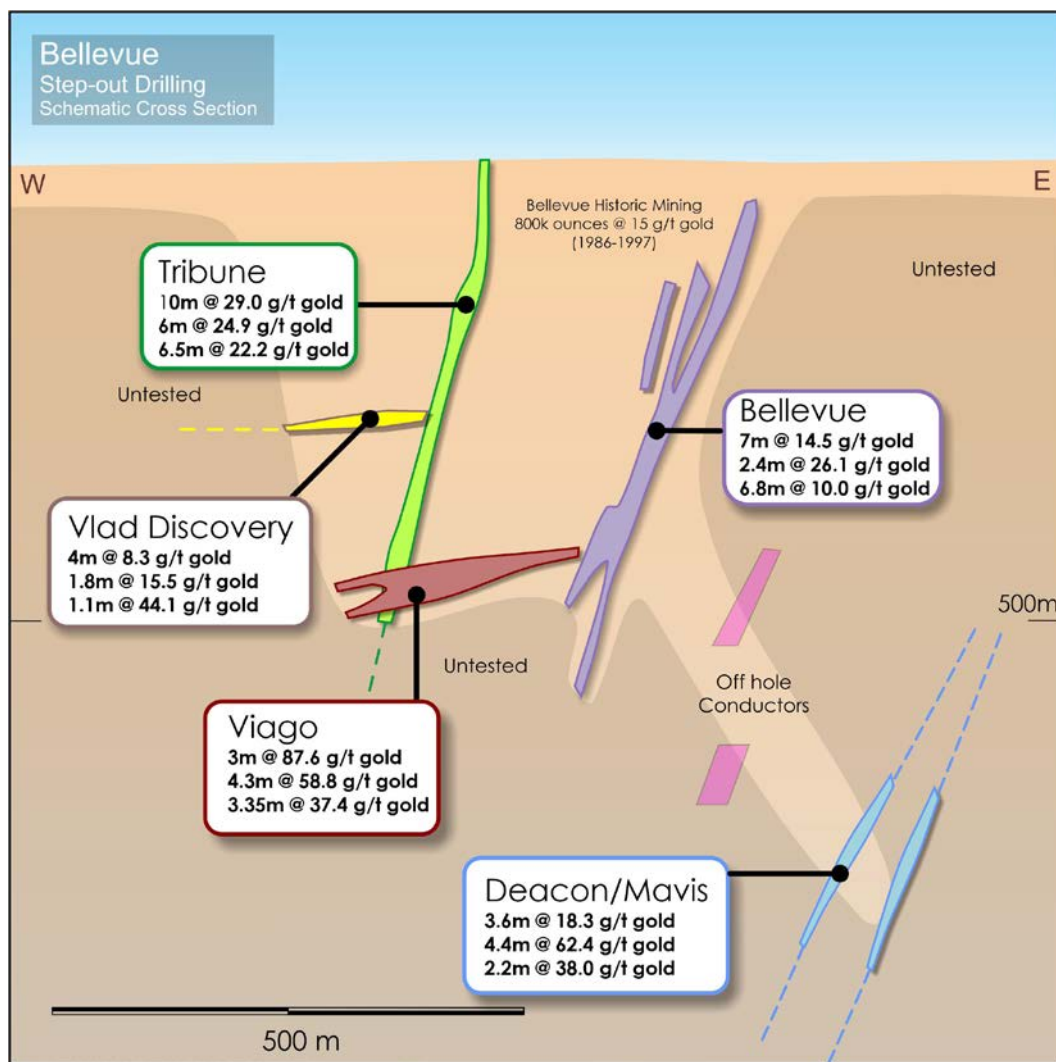 Bellevue
Step-out Drilling
Schematic Cross Section
W
E
Bellevue Historic Mining
800k ounces @ 15 g/t gold
(1986-1997)
Untested
Tribune
10m @ 29.0 g/t gold
6m @ 24.9 g/t gold
6.5m @ 22.2 g/t gold
Untested
Bellevue
7m @ 14.5 g/t gold
2.4m @ 26.1 g/t gold
6.8m @ 10.0 g/t gold
Vlad Discovery
4m @ 8.3 g/t gold
1.8m @ 15.5 g/t gold
1.1m @ 44.1 g/t gold
500m
Untested
Off hole
Conductors
Viago
3m @ 87.6 g/t gold
4.3m @ 58.8 g/t gold
3.35m @ 37.4 g/t gold
Deacon/Mavis
3.6m @ 18.3 g/t gold
4.4m @ 62.4 g/t gold
2.2m @ 38.0 g/t gold
500 m